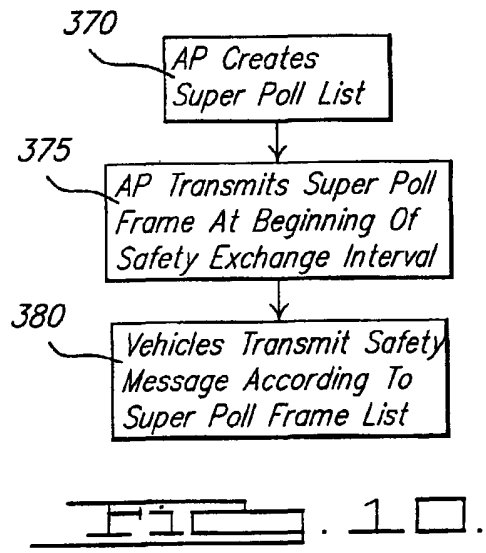 370
AP Creates
Super Poll List
375
AP Transmits Super Poll
Frame At Beginning Of
Safety Exchange Interval
380
Vehicles Transmit Safety
Message According To
Super Poll Frame List
Fig. 10.